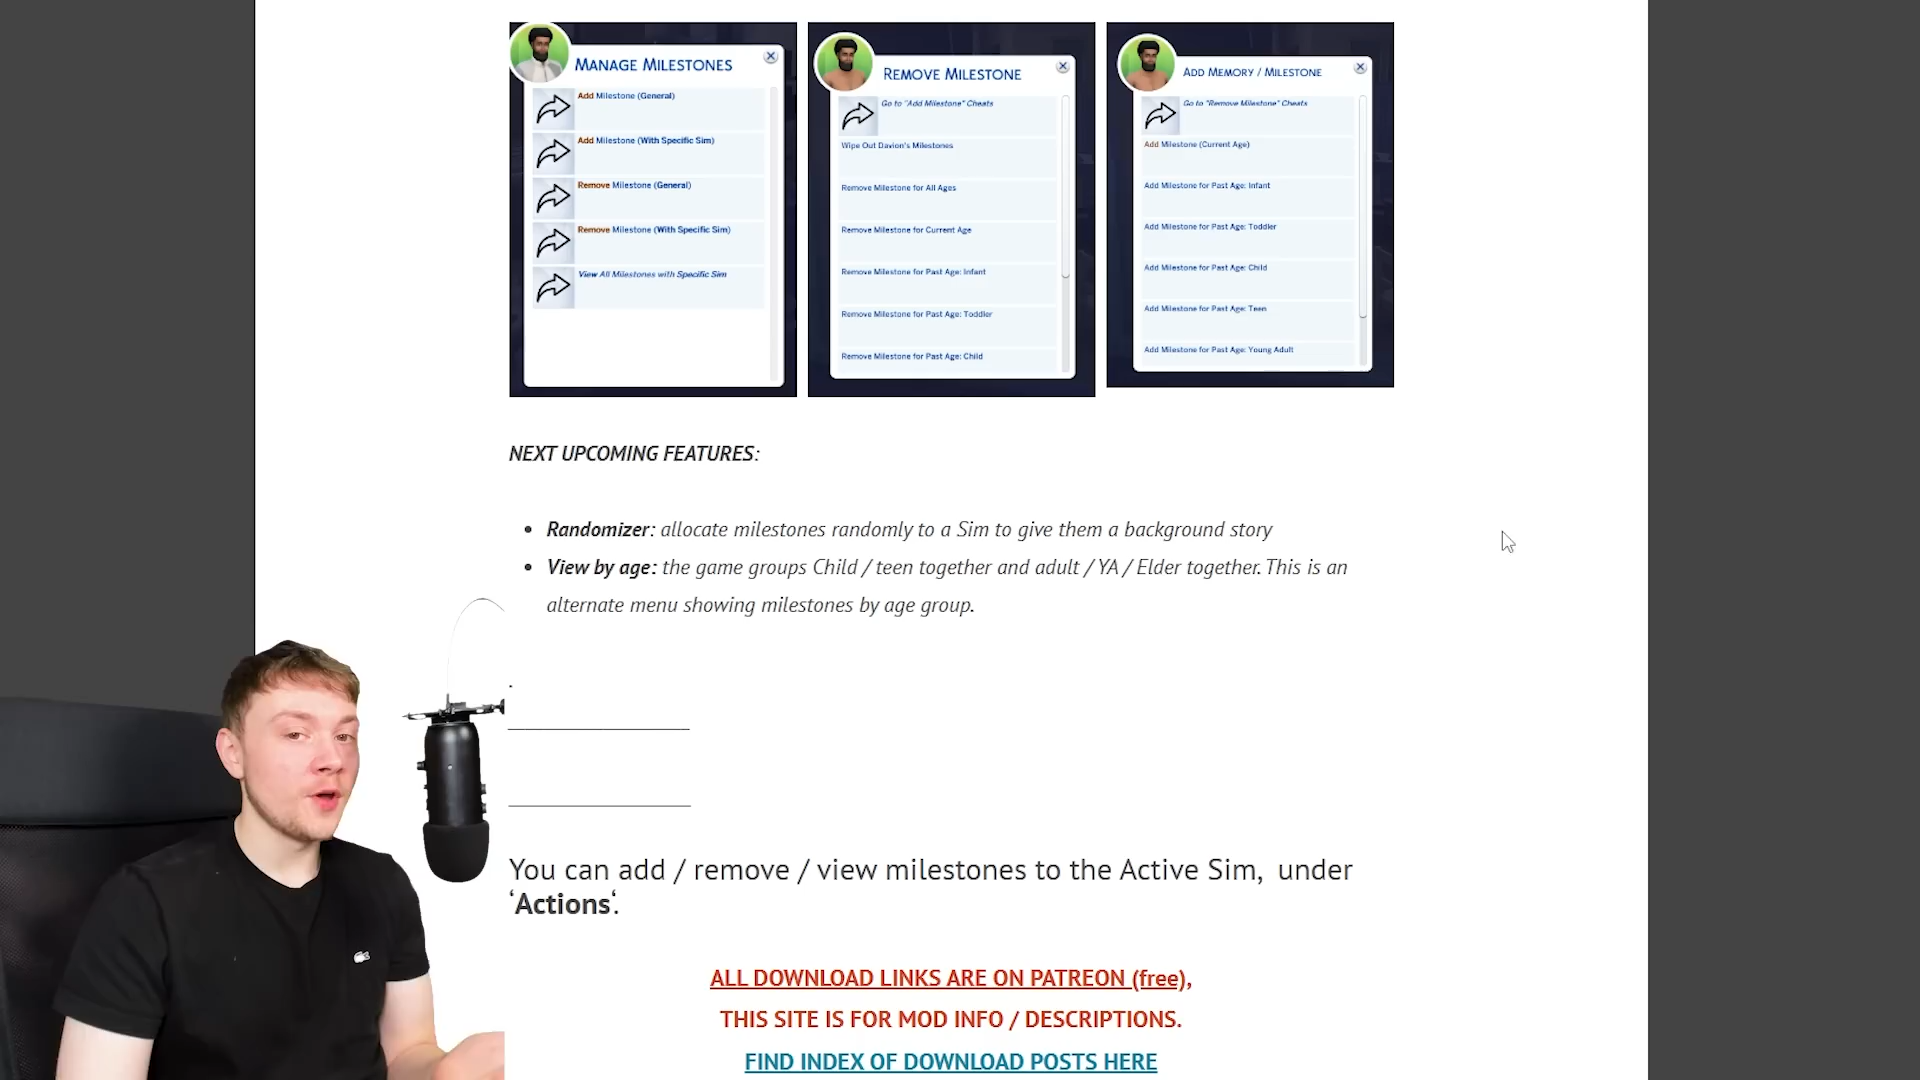 MANAGE MILESTONES
Add Milestone (General)
Add Milestone (With Specific Sim)
Remove Milestone (General)
Remove Milestone (With Specific Sim)
View All Milestones with Specific Sim
REMOVE MILESTONE
Go to "Add Milestone" Cheats
Wipe Out Davion's Milestones
Remove Milestone for All Ages
Remove Milestone for Current Age
Remove Milestone for Past Age: Infant
Remove Milestone for Past Age: Toddler
Remove Milestone for Past Age: Child
ADD MEMORY / MILESTONE
Go to "Remove Milestone" Cheats
Add Milestone (Current Age)
Add Milestone for Past Age: Infant
Add Milestone for Past Age: Toddler
Add Milestone for Past Age: Child
Add Milestone for Past Age: Teen
Add Milestone for Past Age: Young Adult
NEXT UPCOMING FEATURES:
• Randomizer: allocate milestones randomly to a Sim to give them a background story
• View by age: the game groups Child / teen together and adult / YA / Elder together. This is an
alternate menu showing milestones by age group.
.
You can add / remove / view milestones to the Active Sim, under
‘Actions‘.
ALL DOWNLOAD LINKS ARE ON PATREON (free),
THIS SITE IS FOR MOD INFO / DESCRIPTIONS.
FIND INDEX OF DOWNLOAD POSTS HERE